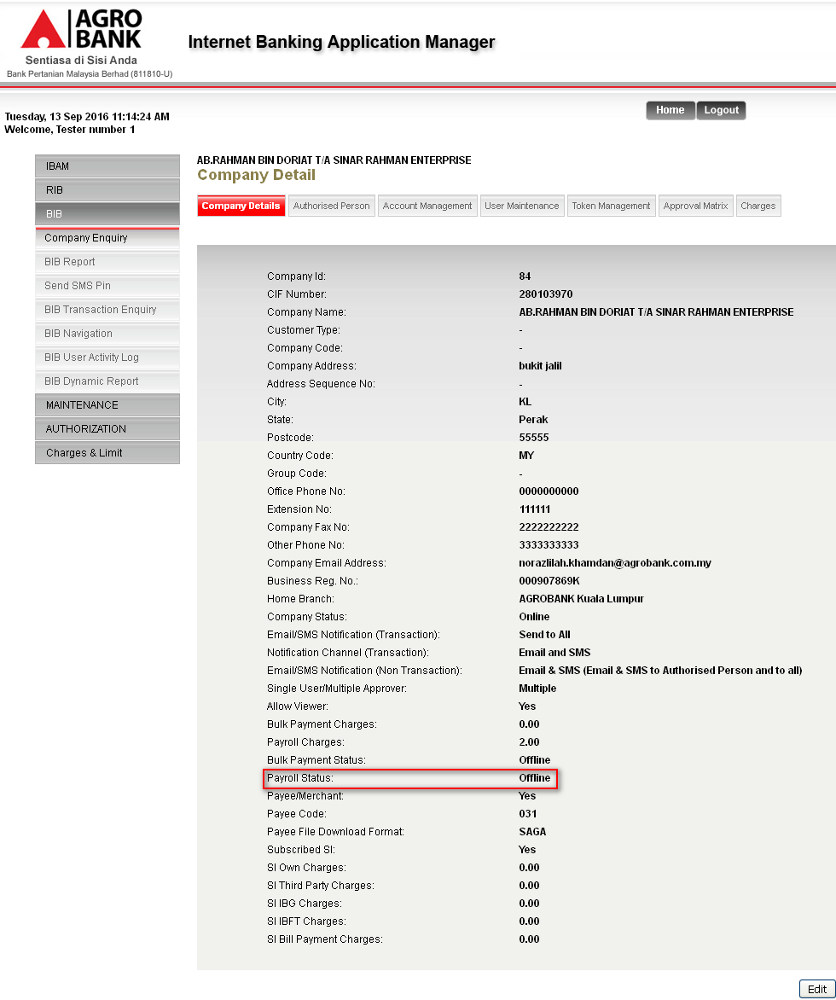 AGRO
BANK
Sentiasa di Sisi Anda
Bank Pertanian Malaysia Berhad (811810-U)
Internet Banking Application Manager
Tuesday, 13 Sep 2016 11:14:24 AM
Welcome, Tester number 1
Home Logout
IBAM
RIB
BIB
Company Enquiry
BIB Report
Send SMS Pin
BIB Transaction Enquiry
BIB Navigation
BIB User Activity Log
BIB Dynamic Report
MAINTENANCE
AUTHORIZATION
Charges & Limit
AB.RAHMAN BIN DORIAT T/A SINAR RAHMAN ENTERPRISE
Company Detail
Company Details Authorised Person Account Management User Maintenance Token Management Approval Matrix Charges
Company Id: 84
CIF Number: 280103970
Company Name: AB.RAHMAN BIN DORIAT T/A SINAR RAHMAN ENTERPRISE
Customer Type: -
Company Code: -
Company Address: bukit jalil
Address Sequence No: -
City: KL
State: Perak
Postcode: 55555
Country Code: MY
Group Code: -
Office Phone No: 0000000000
Extension No: 111111
Company Fax No: 2222222222
Other Phone No: 3333333333
Company Email Address: norazlilah.khamdan@agrobank.com.my
Business Reg. No.: 000907869K
Home Branch: AGROBANK Kuala Lumpur
Company Status: Online
Email/SMS Notification (Transaction): Send to All
Notification Channel (Transaction): Email and SMS
Email/SMS Notification (Non Transaction): Email & SMS (Email & SMS to Authorised Person and to all)
Single User/Multiple Approver: Multiple
Allow Viewer: Yes
Bulk Payment Charges: 0.00
Payroll Charges: 2.00
Bulk Payment Status: Offline
Payroll Status: Offline
Payee/Merchant: Yes
Payee Code: 031
Payee File Download Format: SAGA
Subscribed SI: Yes
SI Own Charges: 0.00
SI Third Party Charges: 0.00
SI IBG Charges: 0.00
SI IBFT Charges: 0.00
SI Bill Payment Charges: 0.00
Edit